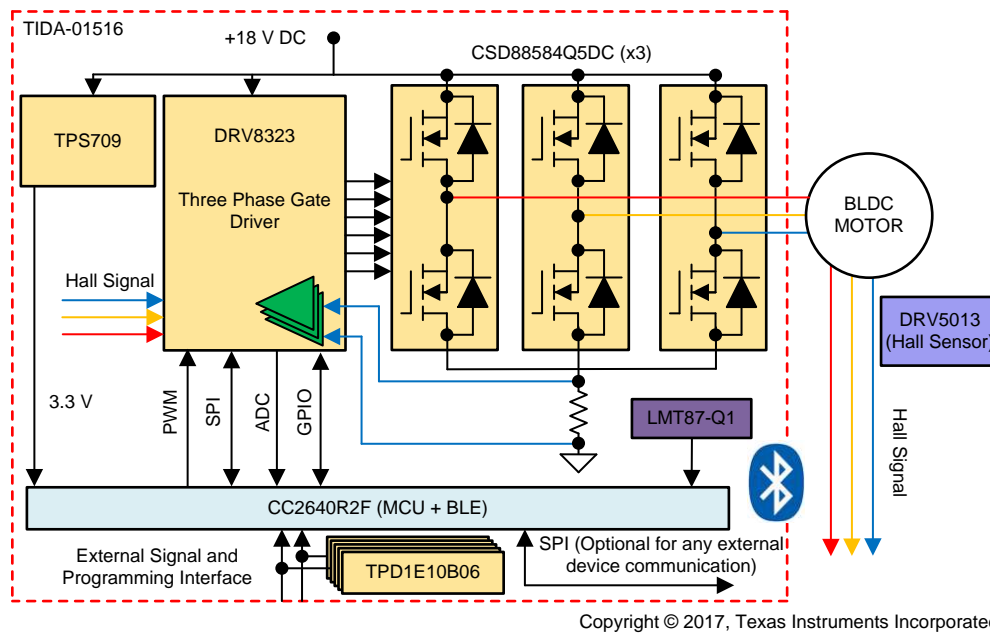 TIDA-01516
+18 V DC
CSD88584Q5DC (x3)
TPS709
DRV8323
Three Phase Gate
Driver
BLDC
MOTOR
Hall Signal
DRV5013
(Hall Sensor)
3.3 V
PWM
SPI
ADC
GPIO
LMT87-Q1
Hall Signal
CC2640R2F (MCU + BLE)
External Signal and
Programming Interface
TPD1E10B06
SPI (Optional for any external
device communication)
Copyright © 2017, Texas Instruments Incorporated